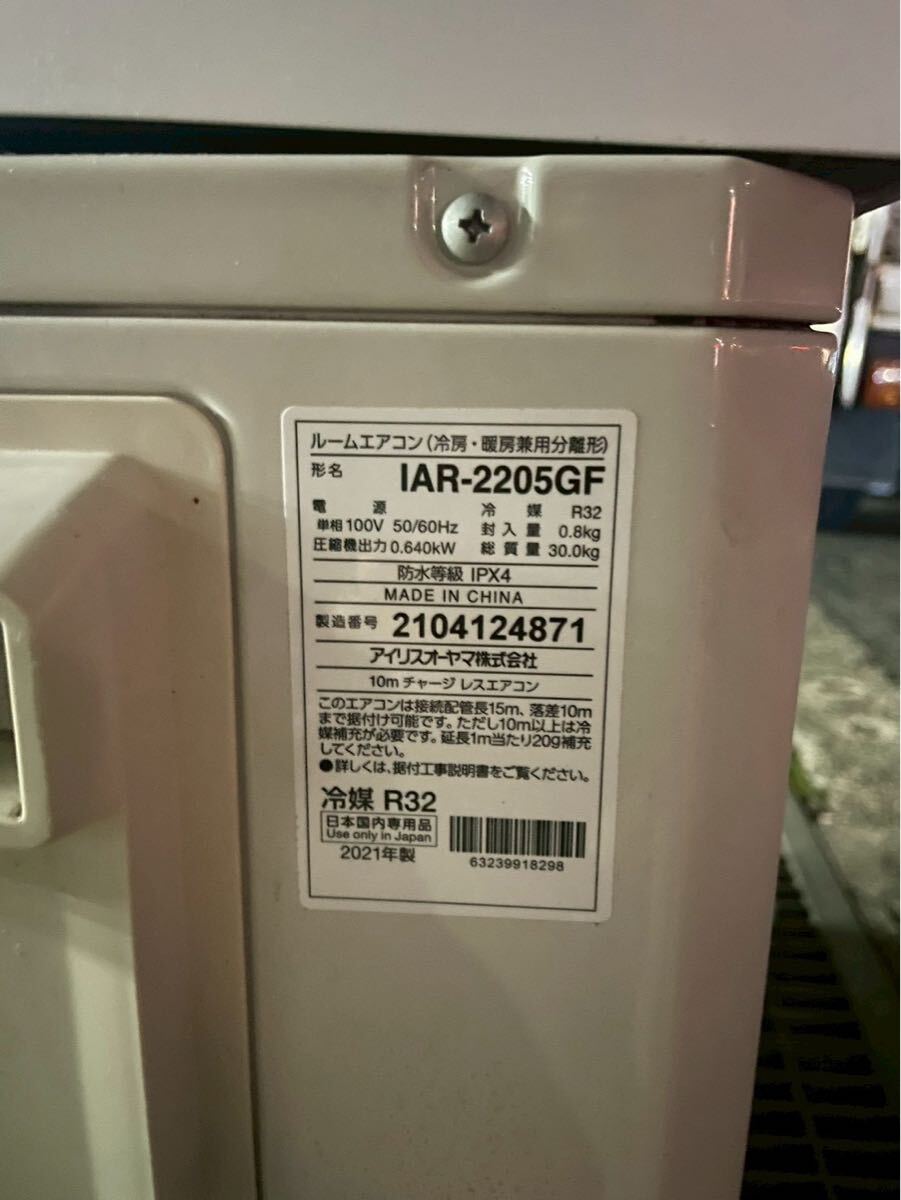 ルームエアコン(冷房・暖房兼用分離形)
形名 IAR-2205GF
電源 冷媒 R32
単相100V 50/60Hz 封入量 0.8kg
圧縮機出力0.640kW 総質量 30.0kg
防水等級 IPX4
MADE IN CHINA
製造番号 2104124871
アイリスオーヤマ株式会社
10mチャージレスエアコン
このエアコンは接続配管長15m、落差10m
まで据付け可能です。ただし10m以上は冷
媒補充が必要です。延長1m当たり20g補充
してください。
●詳しくは、据付工事説明書をご覧ください。
冷媒 R32
日本国内専用品
Use only in Japan
2021年製
63239918298